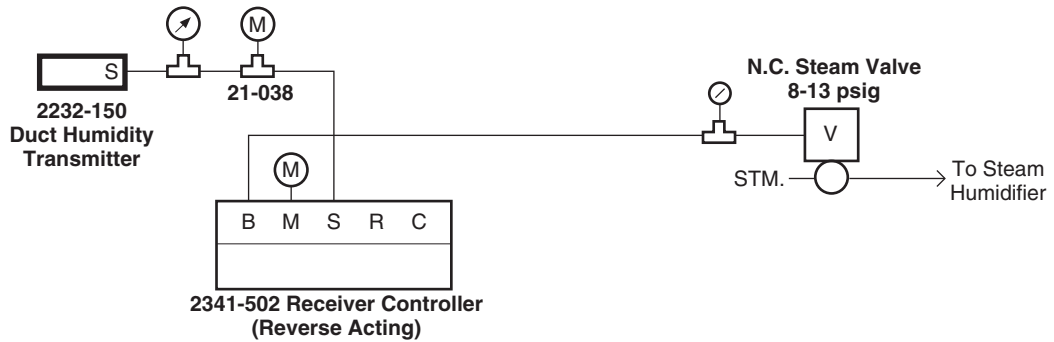 M
S
21-038
2232-150
Duct Humidity
Transmitter
N.C. Steam Valve
8-13 psig
V
STM.
To Steam
Humidifier
M
B M S R C
2341-502 Receiver Controller
(Reverse Acting)